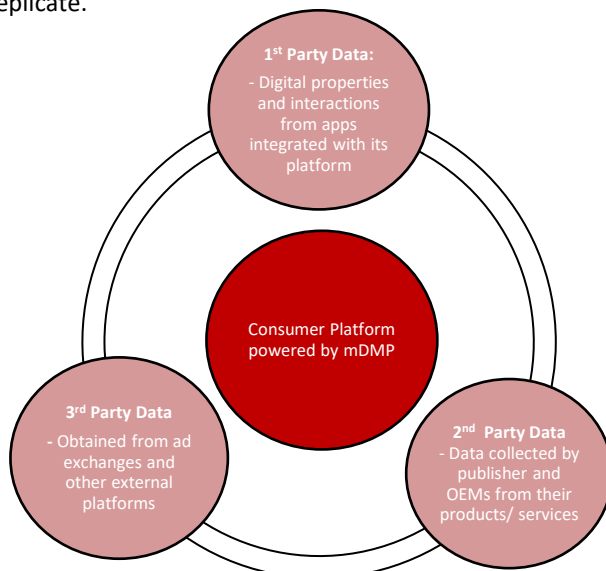 eplicate.
1st Party Data:
- Digital properties
and interactions
from apps
integrated with its
platform
Consumer Platform
powered by mDMP
3rd Party Data
- Obtained from ad
exchanges and
other external
platforms
2nd Party Data
- Data collected by
publisher and
OEMs from their
products/ services